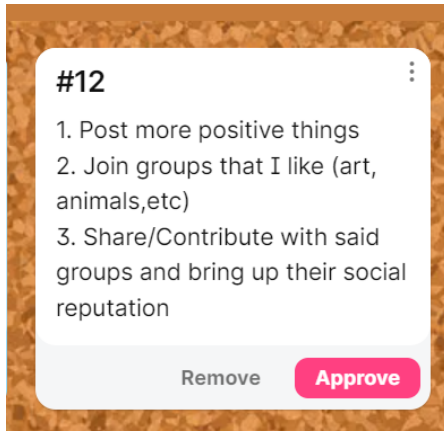 #12
1. Post more positive things
2. Join groups that I like (art,
animals,etc)
3. Share/Contribute with said
groups and bring up their social
reputation
Remove
Approve